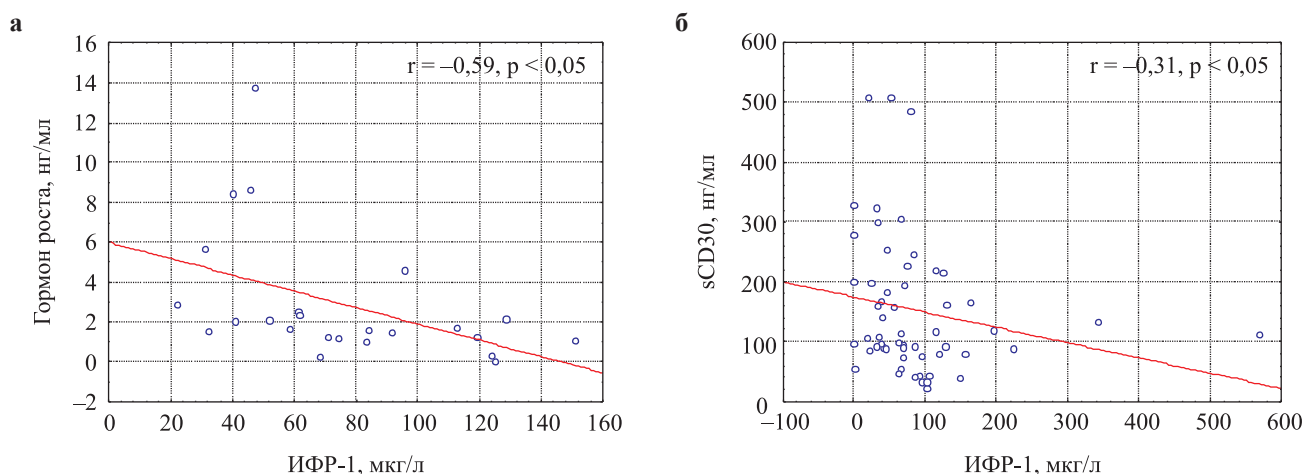 а
r = –0,59, p < 0,05
Гормон роста, нг/мл
16
14
12
10
8
6
4
2
0
–2
0 20 40 60 80 100 120 140 160
ИФР-1, мкг/л
б
r = –0,31, p < 0,05
sCD30, нг/мл
600
500
400
300
200
100
0
–100 0 100 200 300 400 500 600
ИФР-1, мкг/л